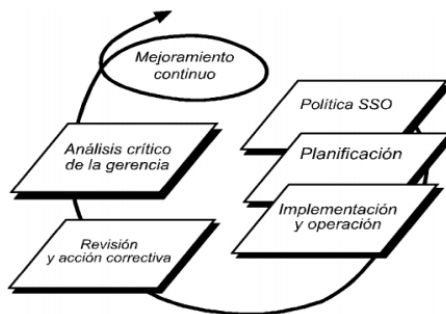 Mejoramiento
continuo
Política SSO
Planificación
Implementación
y operación
Análisis crítico
de la gerencia
Revisión
y acción correctiva